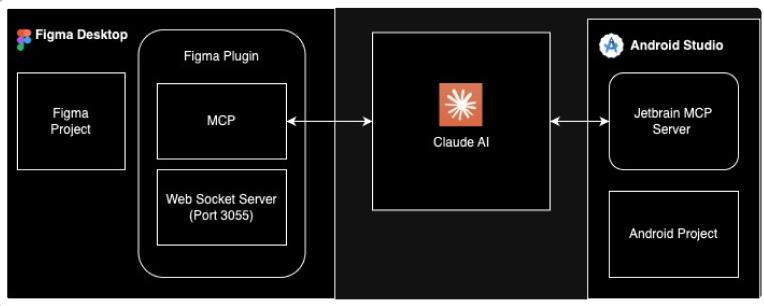 Figma Desktop
Figma Plugin
Figma
Project
MCP
Web Socket Server
(Port 3055)
Claude AI
Android Studio
Jetbrain MCP
Server
Android Project